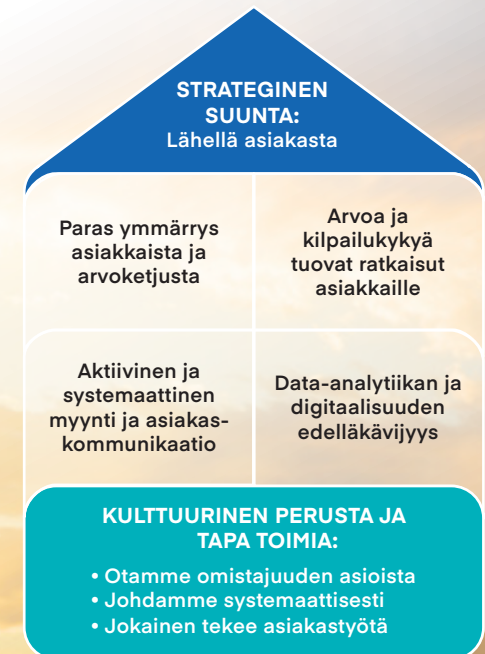 STRATEGINEN
SUUNTA:
Lähellä asiakasta
Paras ymmärrys
asiakkaista ja
arvoketjusta
Arvoa ja
kilpailukykyä
tuovat ratkaisut
asiakkaille
Aktiivinen ja
systemaattinen
myynti ja asiakas-
kommunikaatio
Data-analytiikan ja
digitaalisuuden
edelläkävijyys
KULTTUURINEN PERUSTA JA
TAPA TOIMIA:
• Otamme omistajuuden asioista
• Johdamme systemaattisesti
• Jokainen tekee asiakastyötä